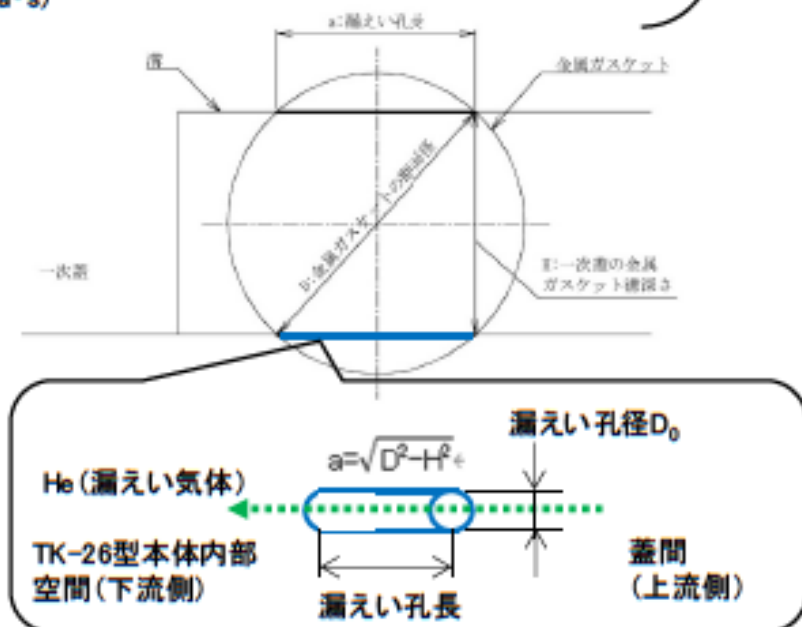 a:漏えい孔長
溝
金属ガスケット
D:金属ガスケットの断面径
一次蓋
H:一次蓋の金属
ガスケット溝深さ
漏えい孔径D₀
a=√D²-H²
He(漏えい気体)
TK-26型本体内部
空間(下流側)
蓋間
(上流側)
漏えい孔長